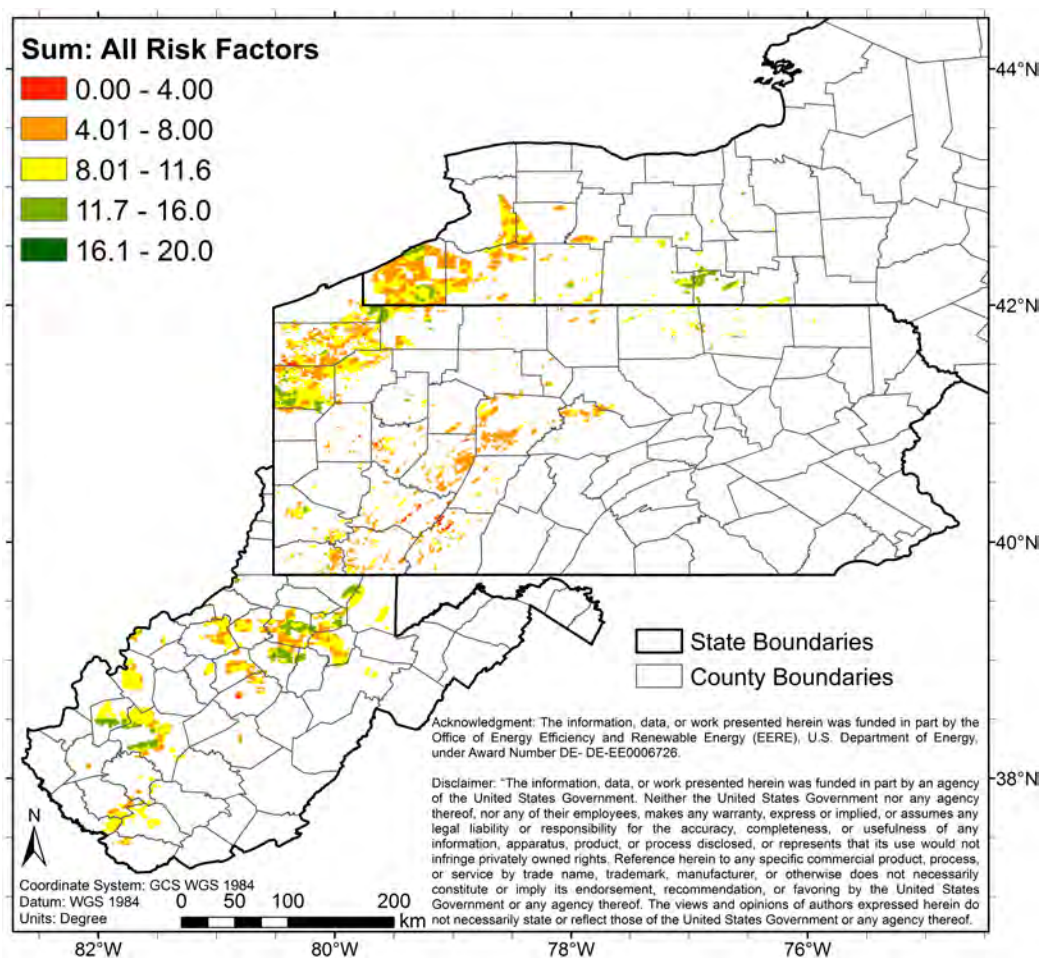 Sum: All Risk Factors
0.00 - 4.00
4.01 - 8.00
8.01 - 11.6
11.7 - 16.0
16.1 - 20.0
44°N
42°N
40°N
State Boundaries
County Boundaries
Acknowledgment: The information, data, or work presented herein was funded in part by the
Office of Energy Efficiency and Renewable Energy (EERE), U.S. Department of Energy,
under Award Number DE- DE-EE0006726.
38°N
Disclaimer: “The information, data, or work presented herein was funded in part by an agency
of the United States Government. Neither the United States Government nor any agency
thereof, nor any of their employees, makes any warranty, express or implied, or assumes any
legal liability or responsibility for the accuracy, completeness, or usefulness of any
information, apparatus, product, or process disclosed, or represents that its use would not
infringe privately owned rights. Reference herein to any specific commercial product, process,
or service by trade name, trademark, manufacturer, or otherwise does not necessarily
constitute or imply its endorsement, recommendation, or favoring by the United States
Government or any agency thereof. The views and opinions of authors expressed herein do
not necessarily state or reflect those of the United States Government or any agency thereof.
N
Coordinate System: GCS WGS 1984
Datum: WGS 1984
Units: Degree
0 50 100 200
km
82°W 80°W 78°W 76°W